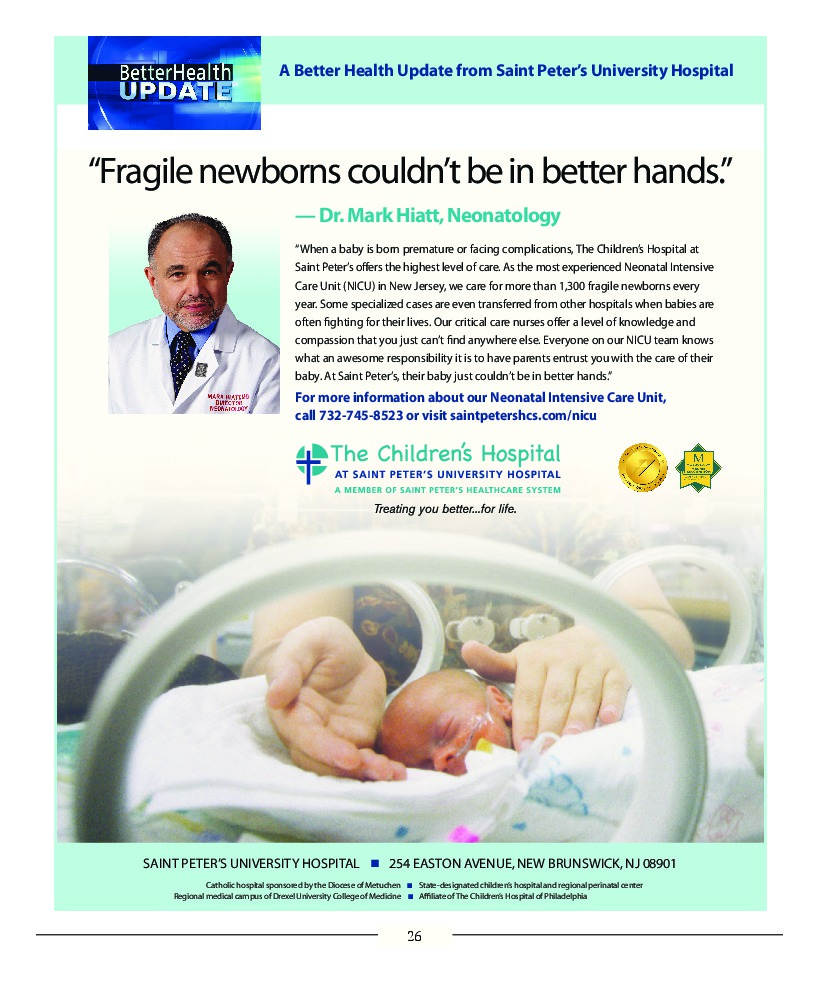 BetterHealth
UPDATE
A Better Health Update from Saint Peter's University Hospital
“Fragile newborns couldn't be in better hands.”
— Dr. Mark Hiatt, Neonatology
“When a baby is born premature or facing complications, The Children's Hospital at
Saint Peter's offers the highest level of care. As the most experienced Neonatal Intensive
Care Unit (NICU) in New Jersey, we care for more than 1,300 fragile newborns every
year. Some specialized cases are even transferred from other hospitals when babies are
often fighting for their lives. Our critical care nurses offer a level of knowledge and
compassion that you just can't find anywhere else. Everyone on our NICU team knows
what an awesome responsibility it is to have parents entrust you with the care of their
baby. At Saint Peter's, their baby just couldn't be in better hands.”
MARK HIATT, MD
DIRECTOR
NEONATOLOGY
For more information about our Neonatal Intensive Care Unit,
call 732-745-8523 or visit saintpetershcs.com/nicu
The Children's Hospital
AT SAINT PETER'S UNIVERSITY HOSPITAL
A MEMBER OF SAINT PETER'S HEALTHCARE SYSTEM
Treating you better...for life.
M
SAINT PETER'S UNIVERSITY HOSPITAL ■ 254 EASTON AVENUE, NEW BRUNSWICK, NJ 08901
Catholic hospital sponsored by the Diocese of Metuchen ■ State-designated children's hospital and regional perinatal center
Regional medical campus of Drexel University College of Medicine ■ Affiliate of The Children's Hospital of Philadelphia
26